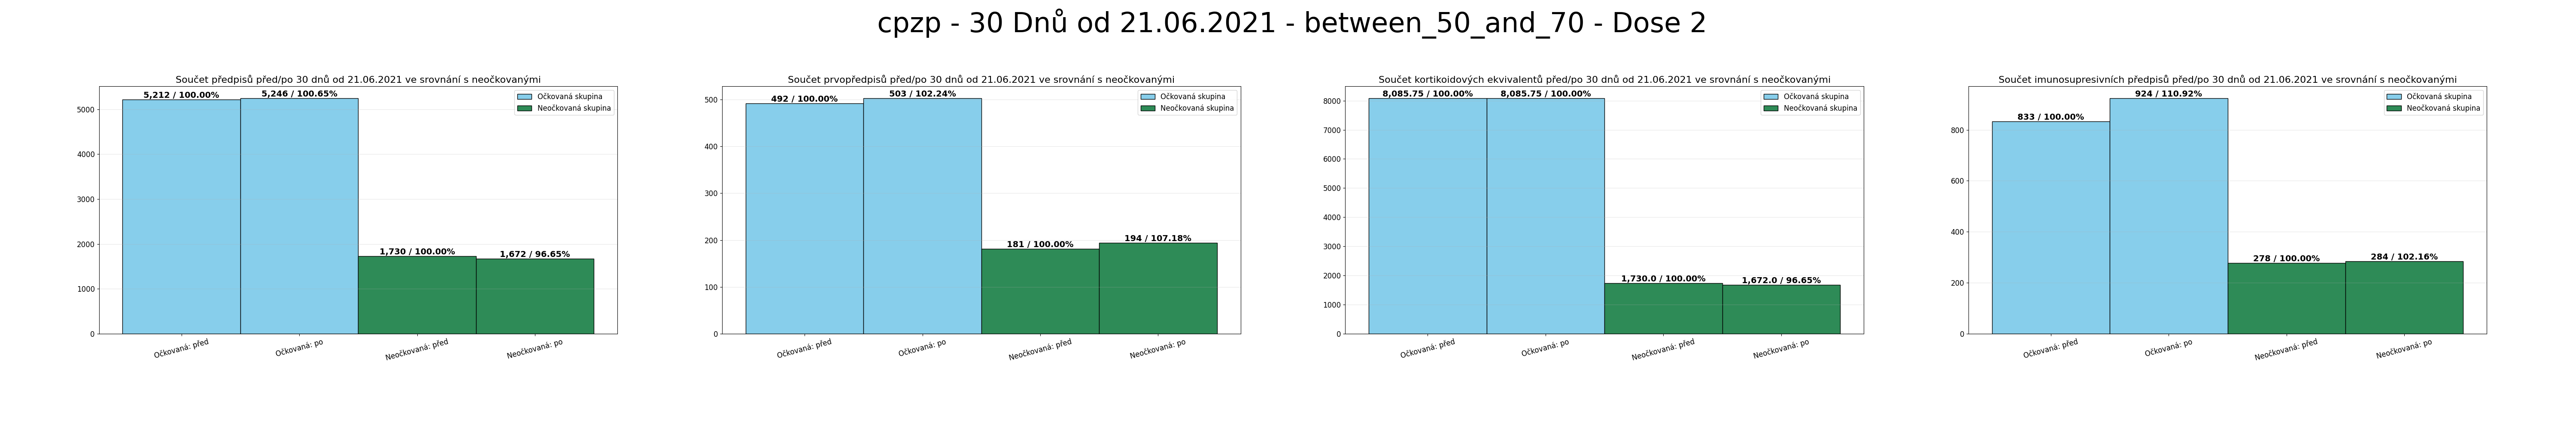 cpzp - 30 Dnů od 21.06.2021 - between_50_and_70 - Dose 2
Součet předpisů před/po 30 dnů od 21.06.2021 ve srovnání s neočkovanými
5,212 / 100.00%
5,246 / 100.65%
1,730 / 100.00%
1,672 / 96.65%
Očkovaná skupina
Neočkovaná skupina
5000
4000
3000
2000
1000
0
Očkovaná: před
Očkovaná: po
Neočkovaná: před
Neočkovaná: po
Součet prvopředpisů před/po 30 dnů od 21.06.2021 ve srovnání s neočkovanými
492 / 100.00%
503 / 102.24%
181 / 100.00%
194 / 107.18%
Očkovaná skupina
Neočkovaná skupina
500
400
300
200
100
0
Očkovaná: před
Očkovaná: po
Neočkovaná: před
Neočkovaná: po
Součet kortikoidových ekvivalentů před/po 30 dnů od 21.06.2021 ve srovnání s neočkovanými
8,085.75 / 100.00%
8,085.75 / 100.00%
1,730.0 / 100.00%
1,672.0 / 96.65%
Očkovaná skupina
Neočkovaná skupina
8000
7000
6000
5000
4000
3000
2000
1000
0
Očkovaná: před
Očkovaná: po
Neočkovaná: před
Neočkovaná: po
Součet imunosupresivních předpisů před/po 30 dnů od 21.06.2021 ve srovnání s neočkovanými
833 / 100.00%
924 / 110.92%
278 / 100.00%
284 / 102.16%
Očkovaná skupina
Neočkovaná skupina
800
600
400
200
0
Očkovaná: před
Očkovaná: po
Neočkovaná: před
Neočkovaná: po